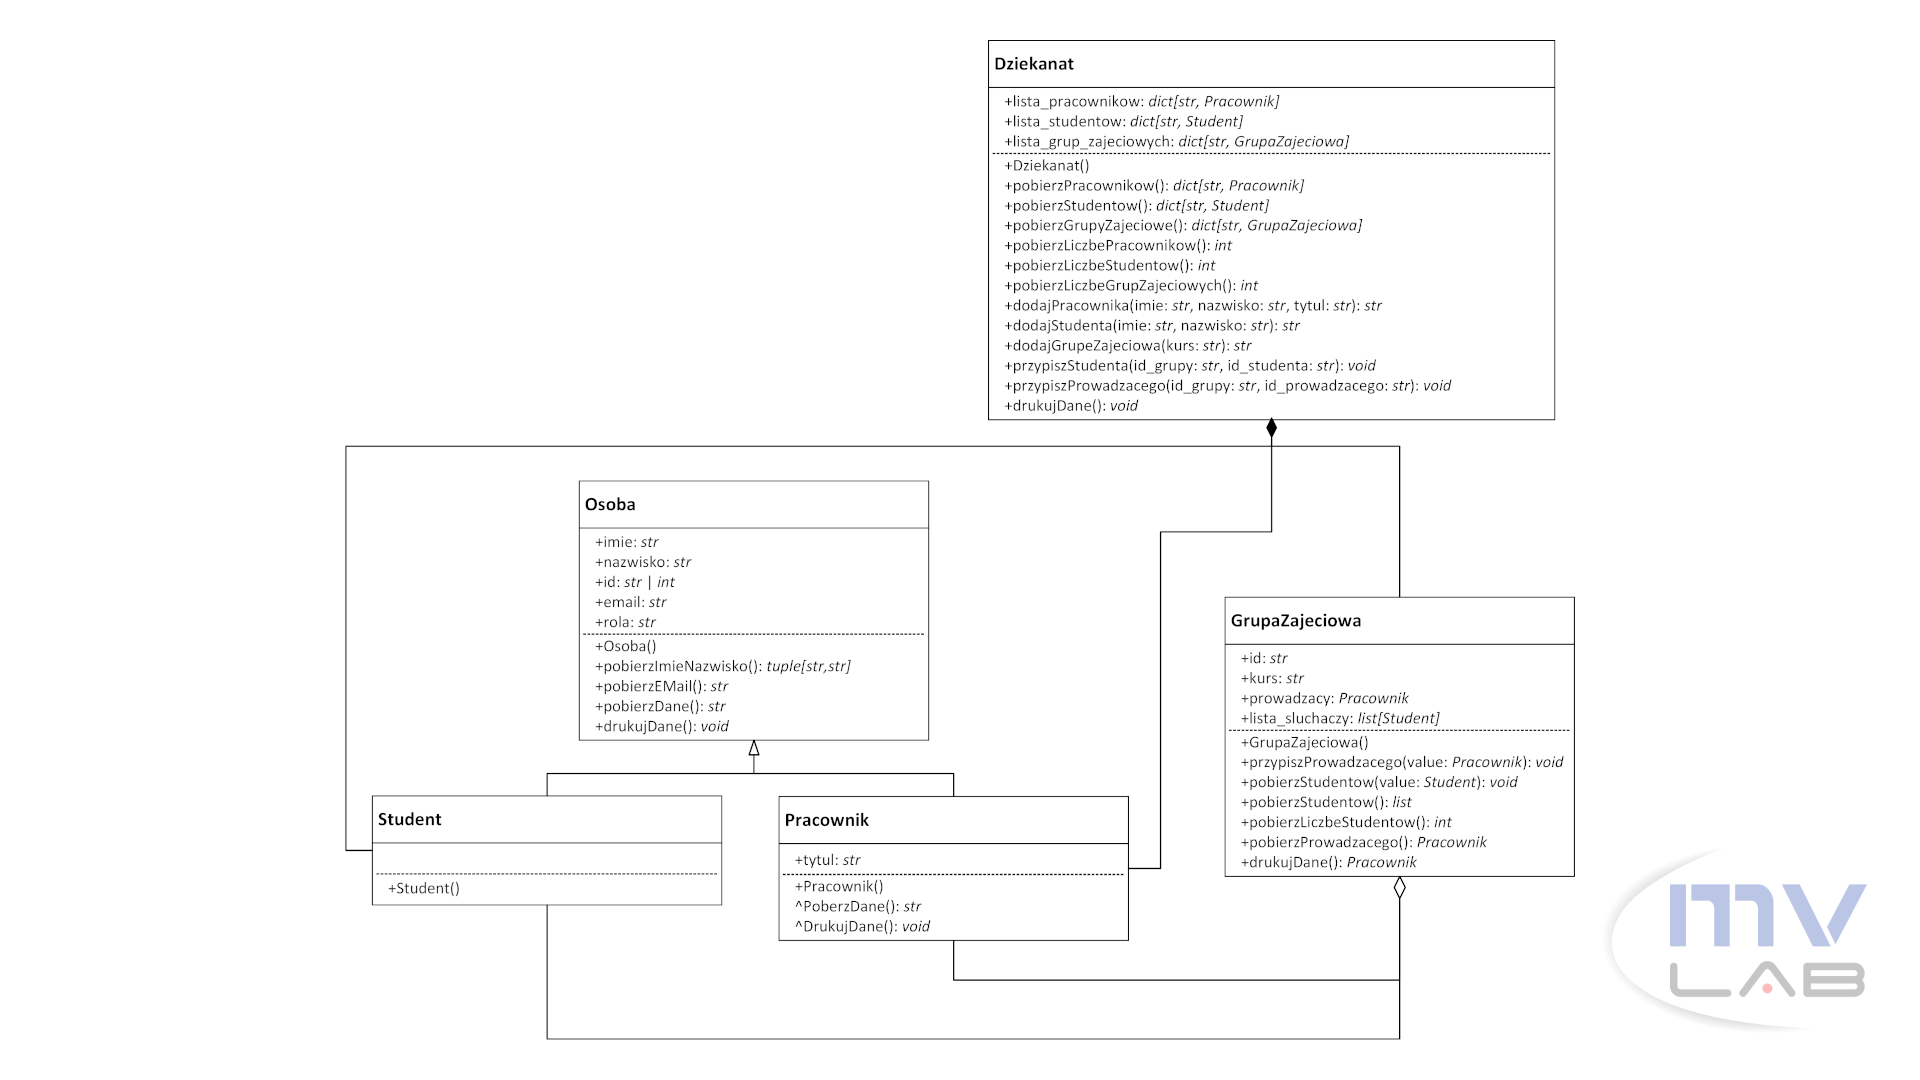 Dziekanat
+lista_pracownikow: dict[str, Pracownik]
+lista_studentow: dict[str, Student]
+lista_grup_zajeciowych: dict[str, GrupaZajeciowa]
+Dziekanat()
+pobierzPracownikow(): dict[str, Pracownik]
+pobierzStudentow(): dict[str, Student]
+pobierzGrupyZajeciowe(): dict[str, GrupaZajeciowa]
+pobierzLiczbePracownikow(): int
+pobierzLiczbeStudentow(): int
+pobierzLiczbeGrupZajeciowych(): int
+dodajPracownika(imie: str, nazwisko: str, tytul: str): str
+dodajStudenta(imie: str, nazwisko: str): str
+dodajGrupeZajeciowa(kurs: str): str
+przypiszStudenta(id_grupy: str, id_studenta: str): void
+przypiszProwadzacego(id_grupy: str, id_prowadzacego: str): void
+drukujDane(): void
Osoba
+imie: str
+nazwisko: str
+id: str | int
+email: str
+rola: str
+Osoba()
+pobierzImieNazwisko(): tuple[str,str]
+pobierzEMail(): str
+pobierzDane(): str
+drukujDane(): void
GrupaZajeciowa
+id: str
+kurs: str
+prowadzacy: Pracownik
+lista_sluchaczy: list[Student]
+GrupaZajeciowa()
+przypiszProwadzacego(value: Pracownik): void
+pobierzStudentow(value: Student): void
+pobierzStudentow(): list
+pobierzLiczbeStudentow(): int
+pobierzProwadzacego(): Pracownik
+drukujDane(): Pracownik
Student
+Student()
Pracownik
+tytul: str
+Pracownik()
^PoberzDane(): str
^DrukujDane(): void
MV
LAB